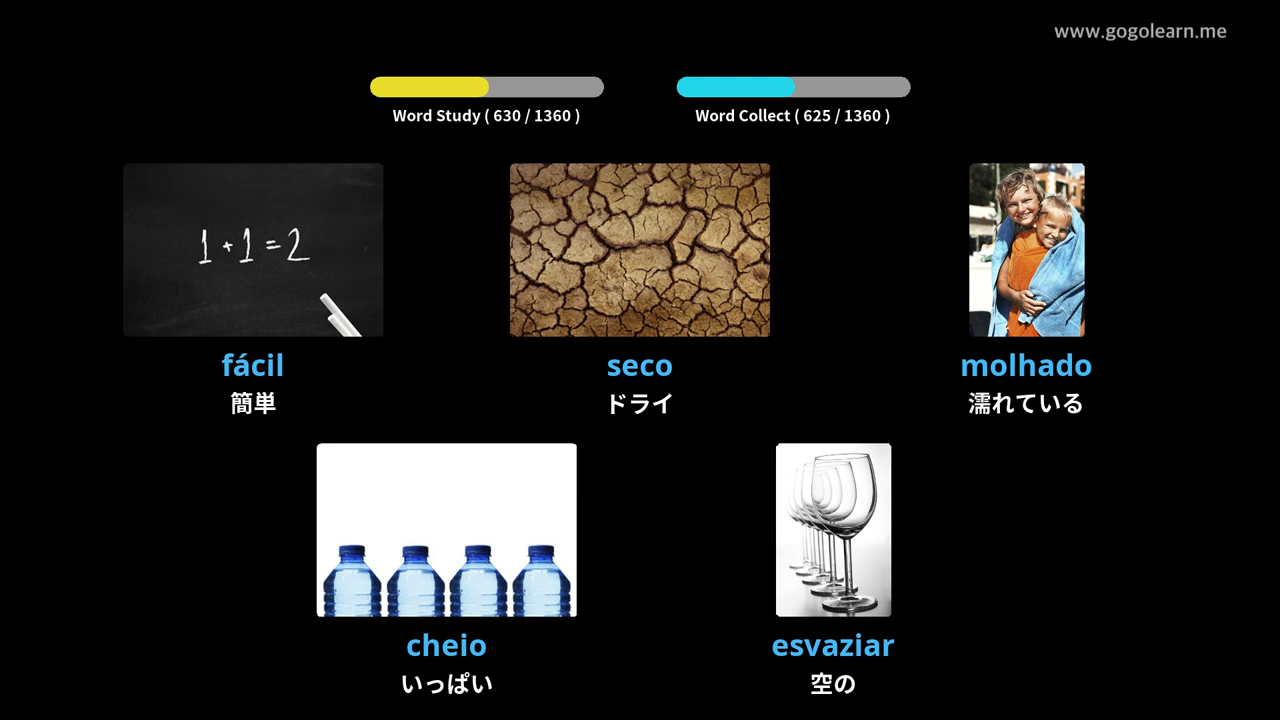 www.gogolearn.me
Word Study ( 630 / 1360 )
Word Collect ( 625 / 1360 )
1 + 1 = 2
fácil
簡単
seco
ドライ
molhado
濡れている
cheio
いっぱい
esvaziar
空の